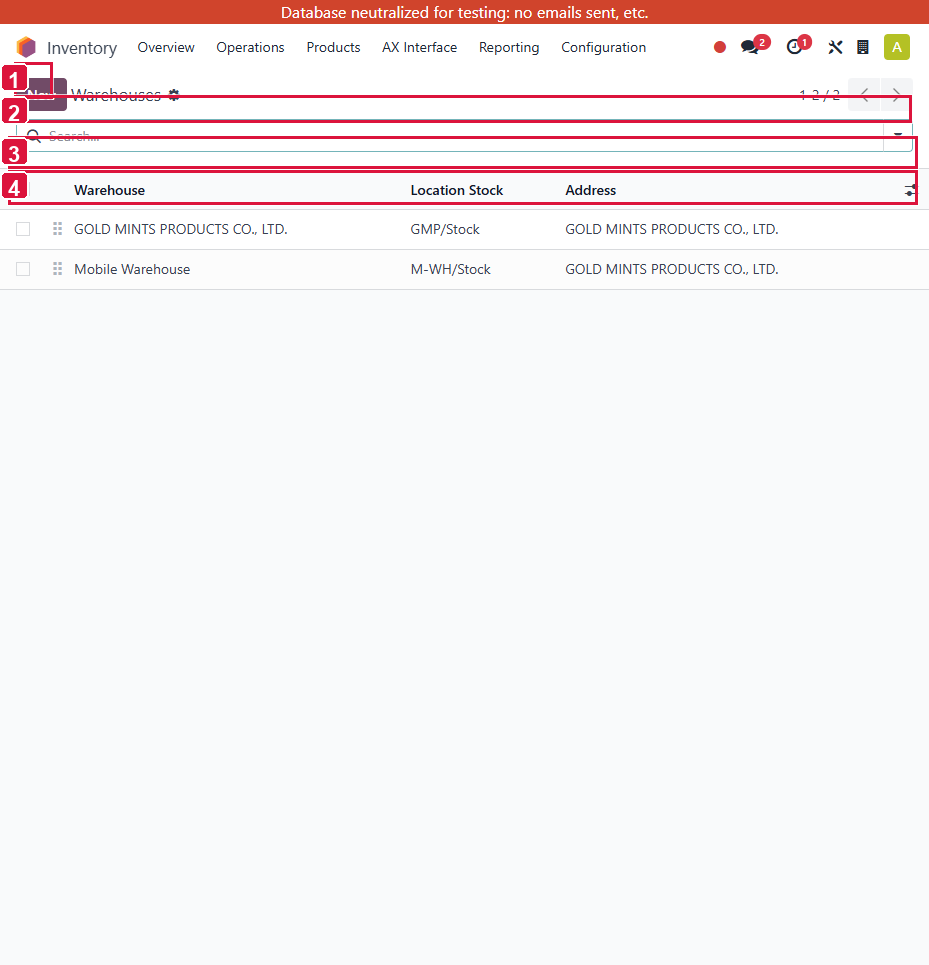 Database neutralized for testing: no emails sent, etc.
Inventory Overview Operations Products AX Interface Reporting Configuration 2 1 A
1 New Warehouses 1-2 / 2
2
Search...
3
4 Warehouse Location Stock Address
GOLD MINTS PRODUCTS CO., LTD. GMP/Stock GOLD MINTS PRODUCTS CO., LTD.
Mobile Warehouse M-WH/Stock GOLD MINTS PRODUCTS CO., LTD.